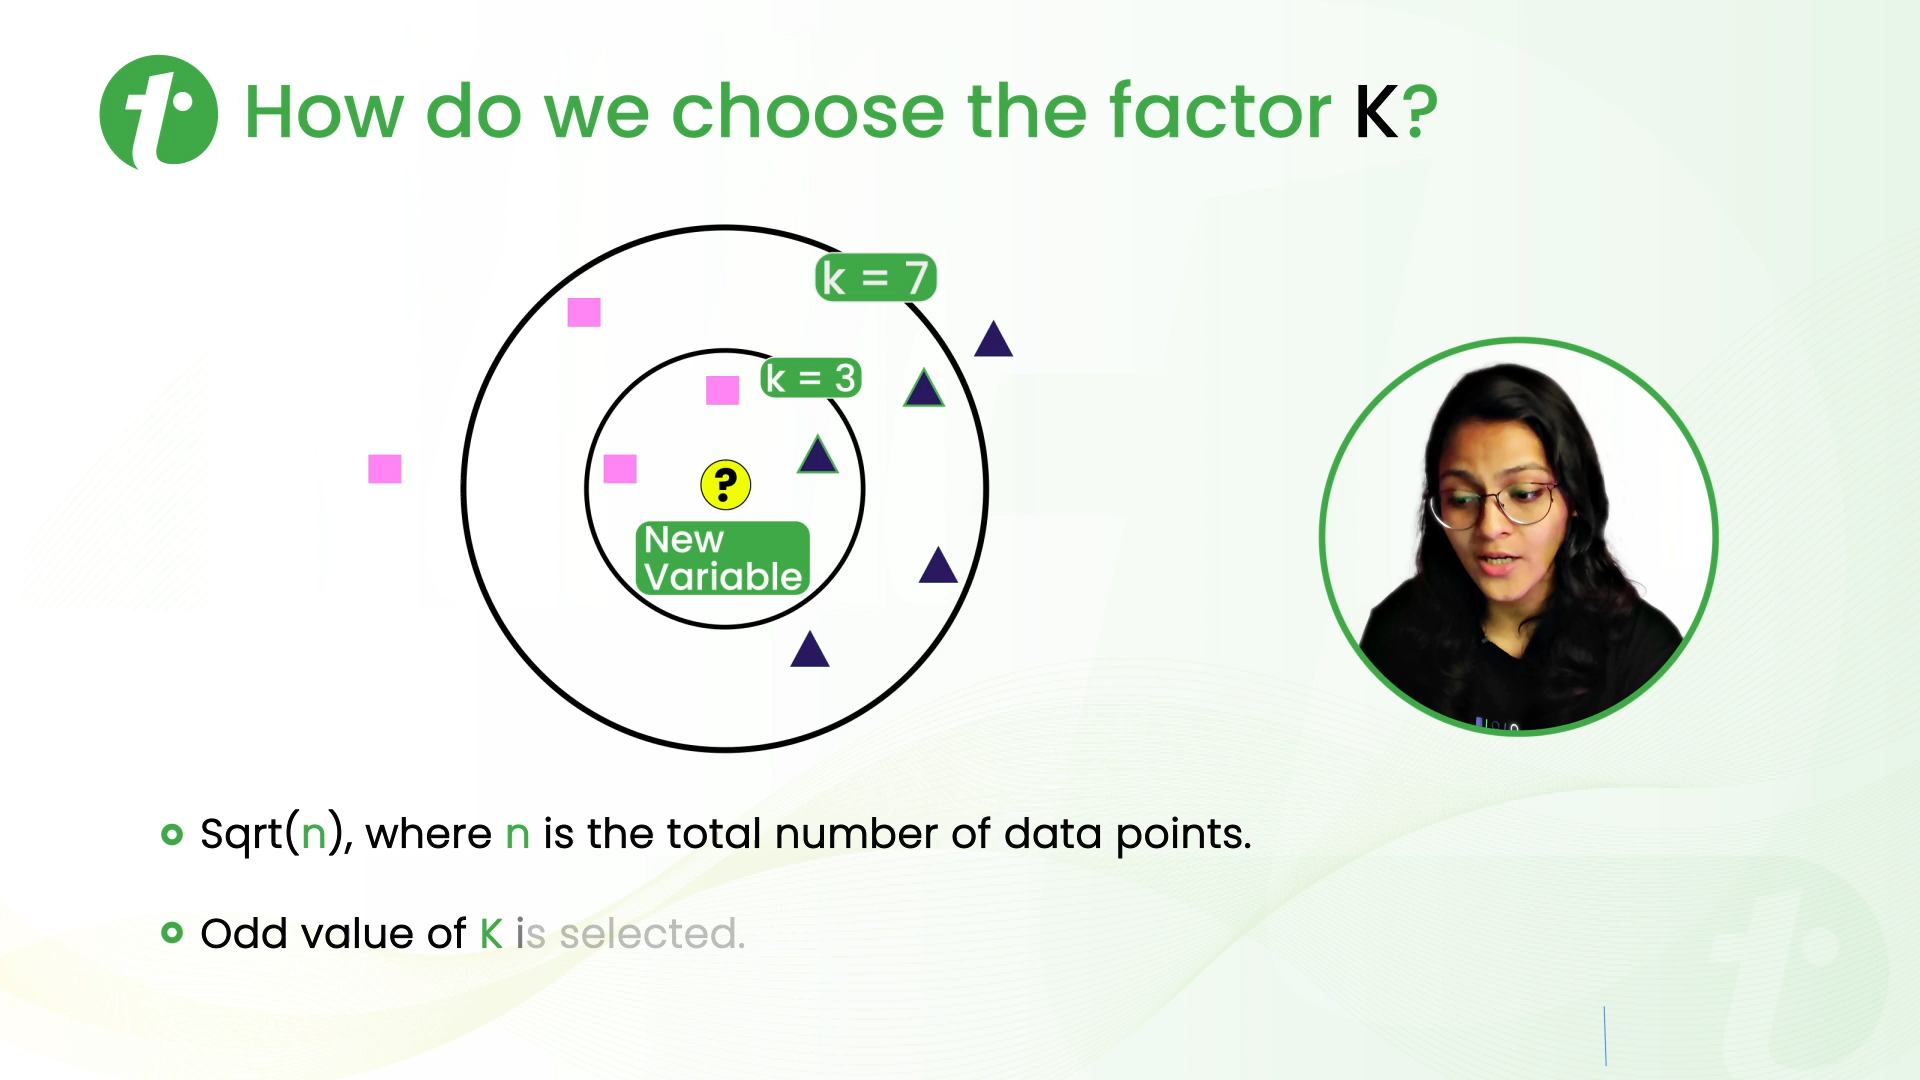 How do we choose the factor K?
k = 7
k = 3
?
New
Variable
Sqrt(n), where n is the total number of data points.
Odd value of K is selected.